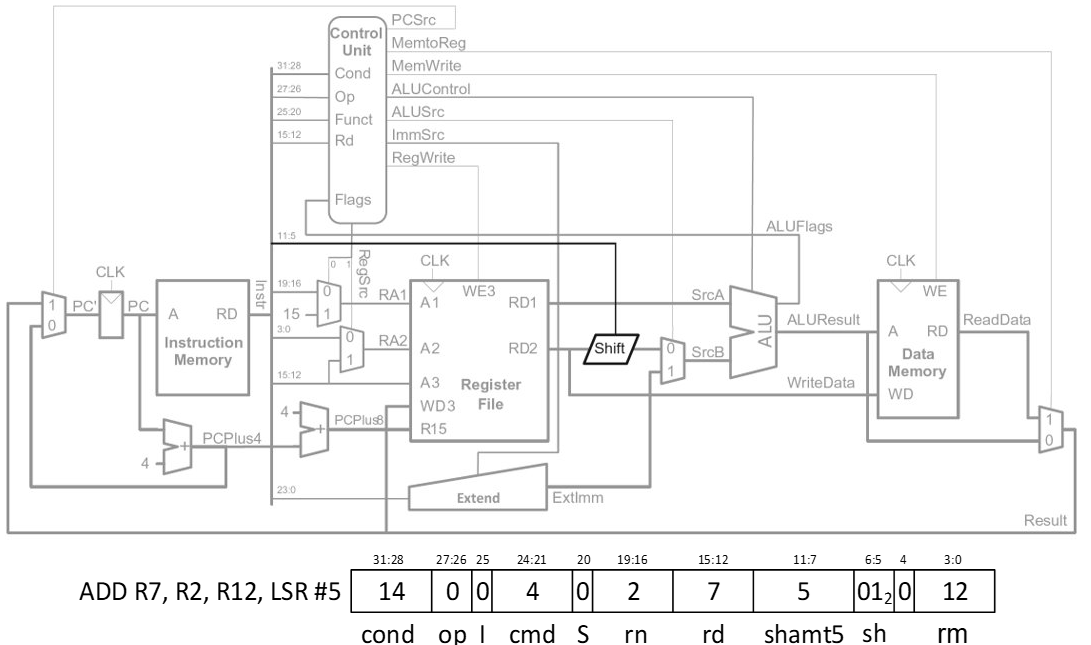 PCSrc
Control
Unit
MemtoReg
MemWrite
ALUControl
ALUSrc
ImmSrc
RegWrite
31:28
Cond
27:26
Op
25:20
Funct
15:12
Rd
Flags
ALUFlags
11:5
0 1
RegSrc
CLK
CLK
CLK
1
0
PC'
PC
A RD
Instruction
Memory
Instr
19:16
15
0
1
RA1
3:0
0
1
RA2
15:12
A1
WE3
RD1
A2
RD2
A3
Register
File
WD3
R15
Shift
SrcA
0
1
SrcB
ALU
ALUResult
WriteData
WE
A RD
Data
Memory
WD
ReadData
1
0
4
+
PCPlus8
PCPlus4
+
4
23:0
Extend
ExtImm
Result
31:28 27:26 25 24:21 20 19:16 15:12 11:7 6:5 4 3:0
ADD R7, R2, R12, LSR #5 14 0 0 4 0 2 7 5 01₂ 0 12
cond op I cmd S rn rd shamt5 sh rm